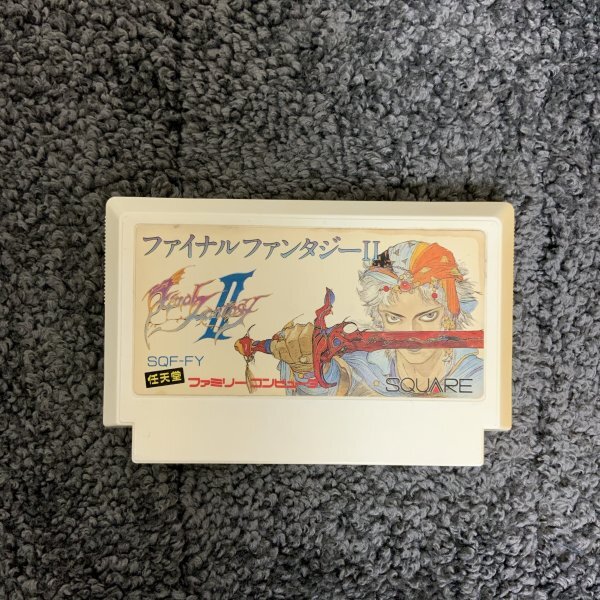 ファイナルファンタジーII
Final Fantasy II
SQF-FY
任天堂 ファミリーコンピュータ
SQUARE